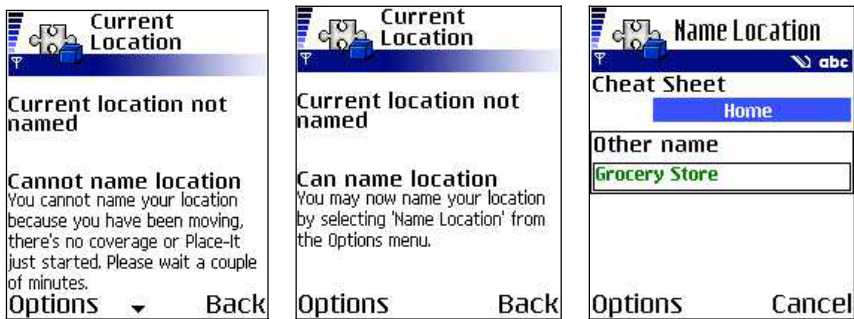 Current
Location
Current location not
named
Cannot name location
You cannot name your location
because you have been moving,
there's no coverage or Place-It
just started. Please wait a couple
of minutes.
Options
Back
Current
Location
Current location not
named
Can name location
You may now name your location
by selecting 'Name Location' from
the Options menu.
Options
Back
Name Location
abc
Cheat Sheet
Home
Other name
Grocery Store
Options
Cancel